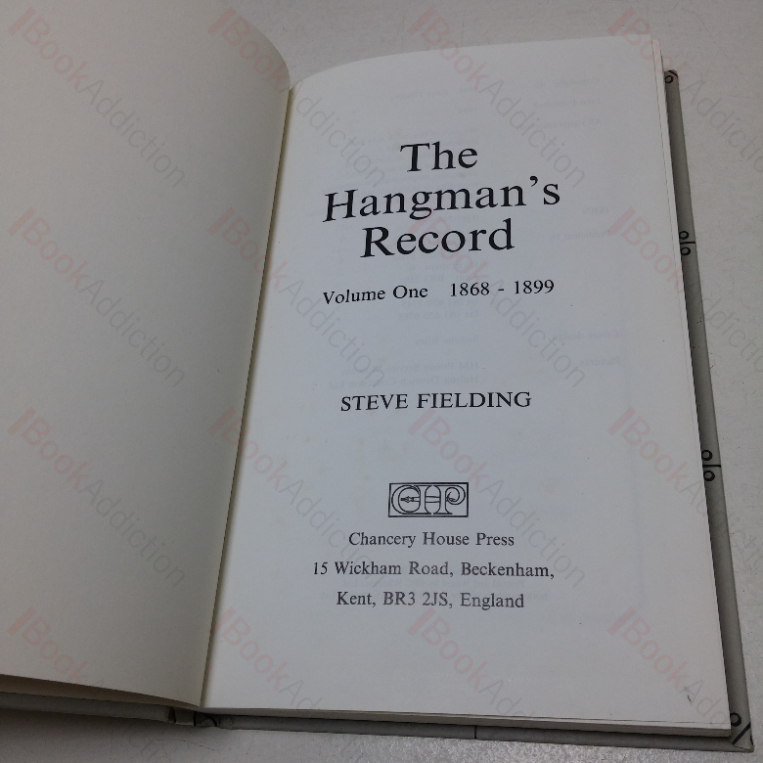 The
Hangman's
Record
Volume One 1868 - 1899
STEVE FIELDING
CHP
Chancery House Press
15 Wickham Road, Beckenham,
Kent, BR3 2JS, England
BookAddiction